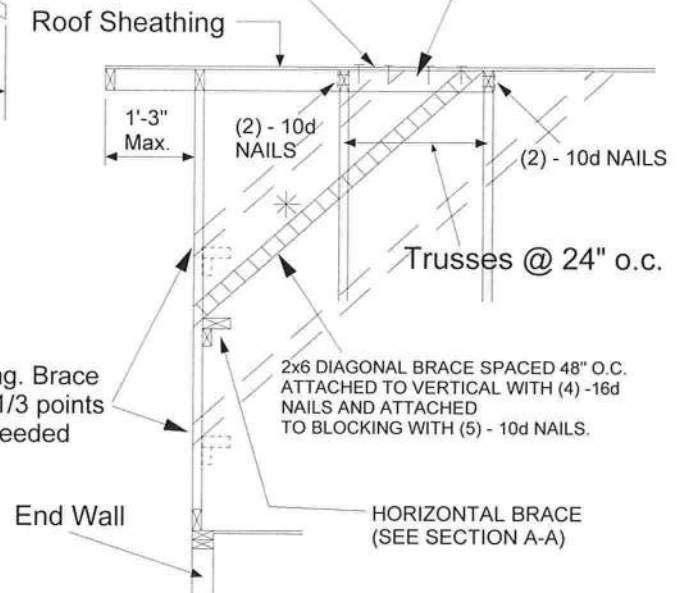 Roof Sheathing
1'-3"
Max.
(2) - 10d
NAILS
(2) - 10d NAILS
Trusses @ 24" o.c.
2x6 DIAGONAL BRACE SPACED 48" O.C.
ATTACHED TO VERTICAL WITH (4) -16d
NAILS AND ATTACHED
TO BLOCKING WITH (5) - 10d NAILS.
Brace
1/3 points
End Wall
HORIZONTAL BRACE
(SEE SECTION A-A)